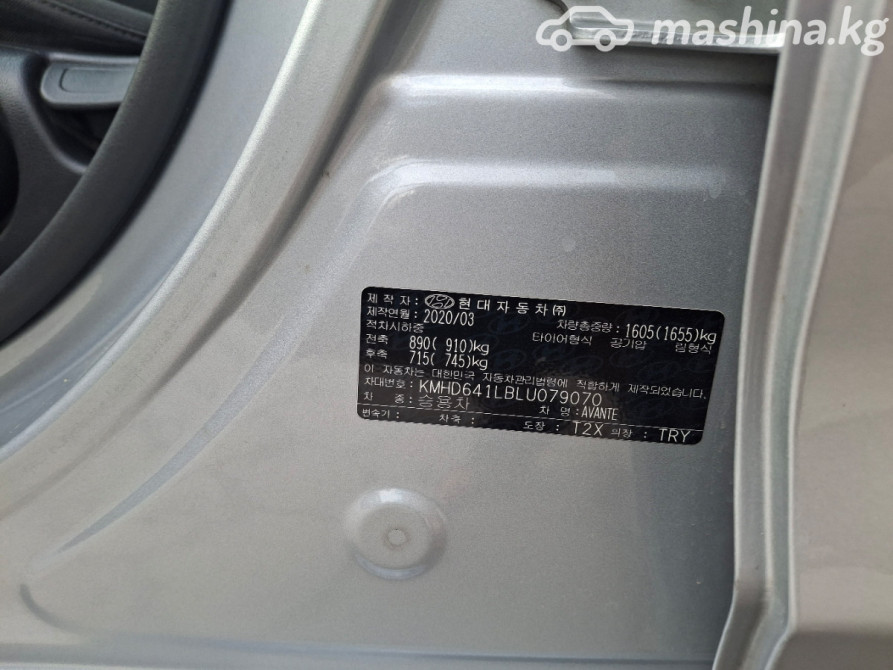 mashina.kg
제 작 자 : 현대자동차㈜
제작연월 : 2020/03 차량총중량 : 1605(1655)kg
적차시하중 타이어형식 공기압 림형식
전축 890( 910)kg
후축 715( 745)kg
이 자동차는 대한민국 자동차관리법령에 적합하게 제작되었습니다.
차대번호 : KMHD641LBLU079070
차 종 : 승용차 차 명 : AVANTE
변속기 : 차축 : 도장 : T2X 의장 : TRY